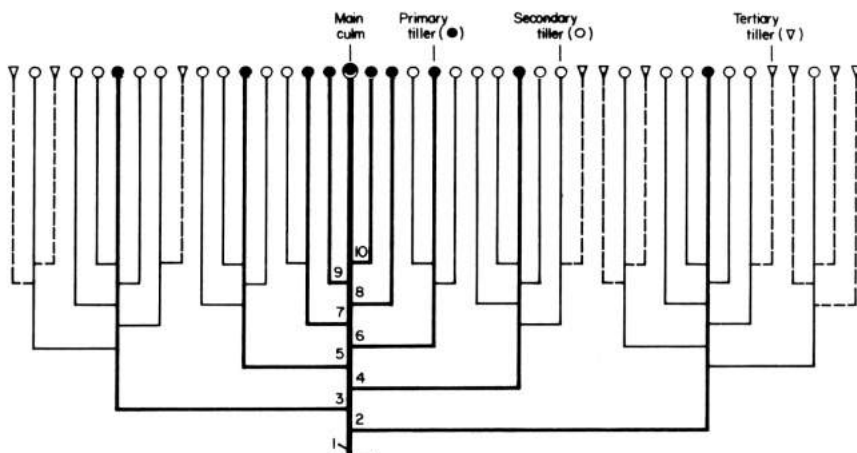 Main culm
Primary tiller (●)
Secondary tiller (○)
Tertiary tiller (▽)
10
9
8
7
6
5
4
3
2
1